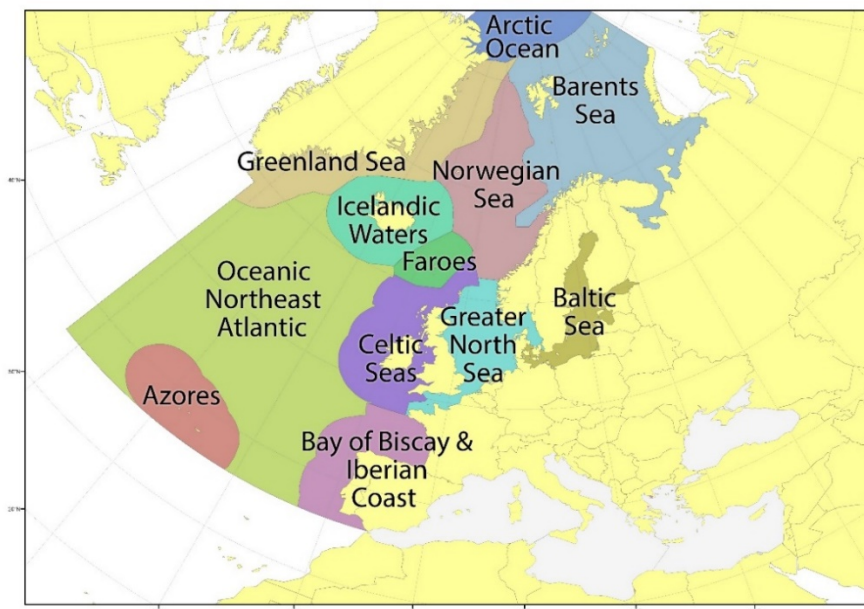 Arctic
Ocean
Barents
Sea
Greenland Sea
Norwegian
Sea
Icelandic
Waters
Faroes
Oceanic
Northeast
Atlantic
Baltic
Sea
Celtic
Seas
Greater
North
Sea
Azores
Bay of Biscay &
Iberian
Coast